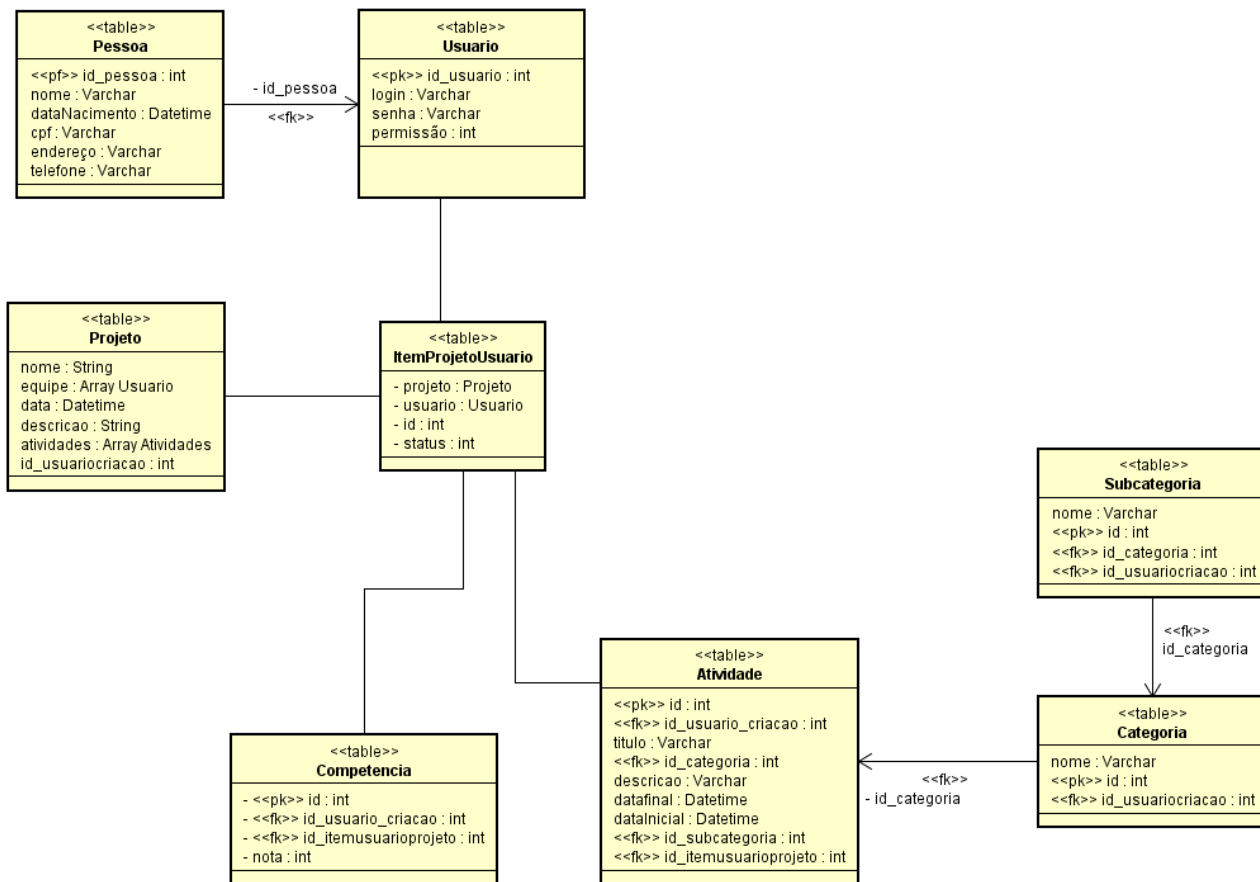 <<table>>
Pessoa
<<pf>> id_pessoa : int
nome : Varchar
dataNacimento : Datetime
cpf : Varchar
endereço : Varchar
telefone : Varchar
- id_pessoa
<<fk>>
<<table>>
Usuario
<<pk>> id_usuario : int
login : Varchar
senha : Varchar
permissão : int
<<table>>
Projeto
nome : String
equipe : Array Usuario
data : Datetime
descricao : String
atividades : Array Atividades
id_usuariocriacao : int
<<table>>
ItemProjetoUsuario
- projeto : Projeto
- usuario : Usuario
- id : int
- status : int
<<table>>
Subcategoria
nome : Varchar
<<pk>> id : int
<<fk>> id_categoria : int
<<fk>> id_usuariocriacao : int
<<fk>>
id_categoria
<<table>>
Competencia
- <<pk>> id : int
- <<fk>> id_usuario_criacao : int
- <<fk>> id_itemusuarioprojeto : int
- nota : int
<<table>>
Atividade
<<pk>> id : int
<<fk>> id_usuario_criacao : int
titulo : Varchar
<<fk>> id_categoria : int
descricao : Varchar
datafinal : Datetime
dataInicial : Datetime
<<fk>> id_subcategoria : int
<<fk>> id_itemusuarioprojeto : int
<<fk>>
- id_categoria
<<table>>
Categoria
nome : Varchar
<<pk>> id : int
<<fk>> id_usuariocriacao : int